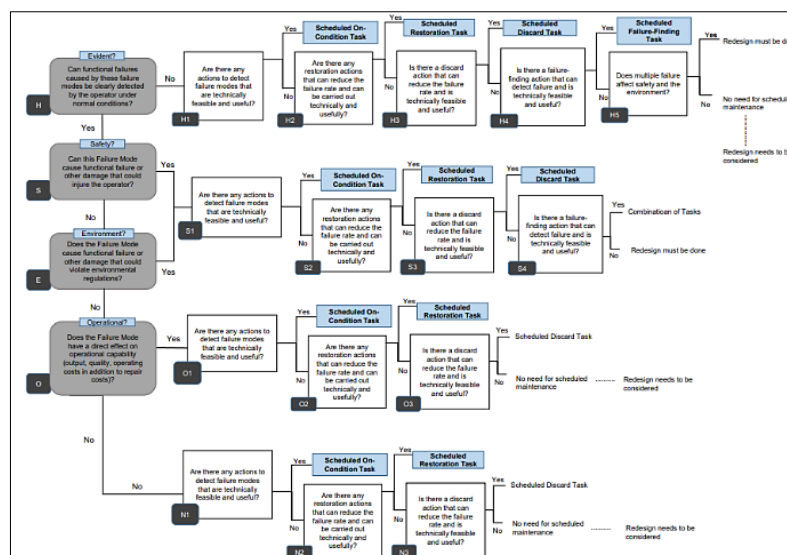 Evident?
Can functional failures
caused by these failure
modes be clearly detected
by the operator under
normal conditions?
H
No
Yes
Are there any
actions to detect
failure modes that
are technically
feasible and useful?
H1
Yes
No
Scheduled On-
Condition Task
Are there any
restoration actions
that can reduce the
failure rate and can
be carried out
technically and
usefully?
H2
Yes
No
Scheduled
Restoration Task
Is there a discard
action that can
reduce the failure
rate and is
technically feasible
and useful?
H3
Yes
No
Scheduled
Discard Task
Is there a failure-
finding action that
can detect failure and
is technically feasible
and useful?
H4
Yes
No
Scheduled
Failure-Finding
Task
Does multiple failure
affect safety and the
environment?
H5
Yes
No
Redesign must be do
No need for scheduled
maintenance
Redesign needs to be
considered
Safety?
Can this Failure Mode
cause functional failure or
other damage that could
injure the operator?
S
Yes
No
Environment?
Does the Failure Mode
cause functional failure or
other damage that could
violate environmental
regulations?
E
Yes
No
Are there any actions to
detect failure modes that
are technically feasible
and useful?
S1
Yes
No
Scheduled On-
Condition Task
Are there any
restoration actions
that can reduce the
failure rate and can
be carried out
technically and
usefully?
S2
Yes
No
Scheduled
Restoration Task
Is there a discard
action that can
reduce the failure
rate and is
technically feasible
and useful?
S3
Yes
No
Scheduled
Discard Task
Is there a failure-
finding action that can
detect failure and is
technically feasible
and useful?
S4
Yes
No
Combinatioan of Tasks
Redesign must be done
Operational?
Does the Failure Mode
have a direct effect on
operational capability
(output, quality, operating
costs in addition to repair
costs)?
O
Yes
No
Are there any actions to
detect failure modes that
are technically feasible
and useful?
O1
Yes
No
Scheduled On-
Condition Task
Are there any
restoration actions
that can reduce the
failure rate and can
be carried out
technically and
usefully?
O2
Yes
No
Scheduled
Restoration Task
Is there a discard
action that can
reduce the failure
rate and is
technically feasible
and useful?
O3
Yes
No
Scheduled Discard Task
No need for scheduled
maintenance
Redesign needs to be
considered
No
Are there any actions to
detect failure modes that
are technically feasible
and useful?
N1
Yes
No
Scheduled On-
Condition Task
Are there any
restoration actions
that can reduce the
failure rate and can
be carried out
technically and
usefully?
N2
Yes
No
Scheduled
Restoration Task
Is there a discard
action that can
reduce the failure
rate and is
technically feasible
and useful?
N3
Yes
No
Scheduled Discard Task
No need for scheduled
maintenance
Redesign needs to be
considered